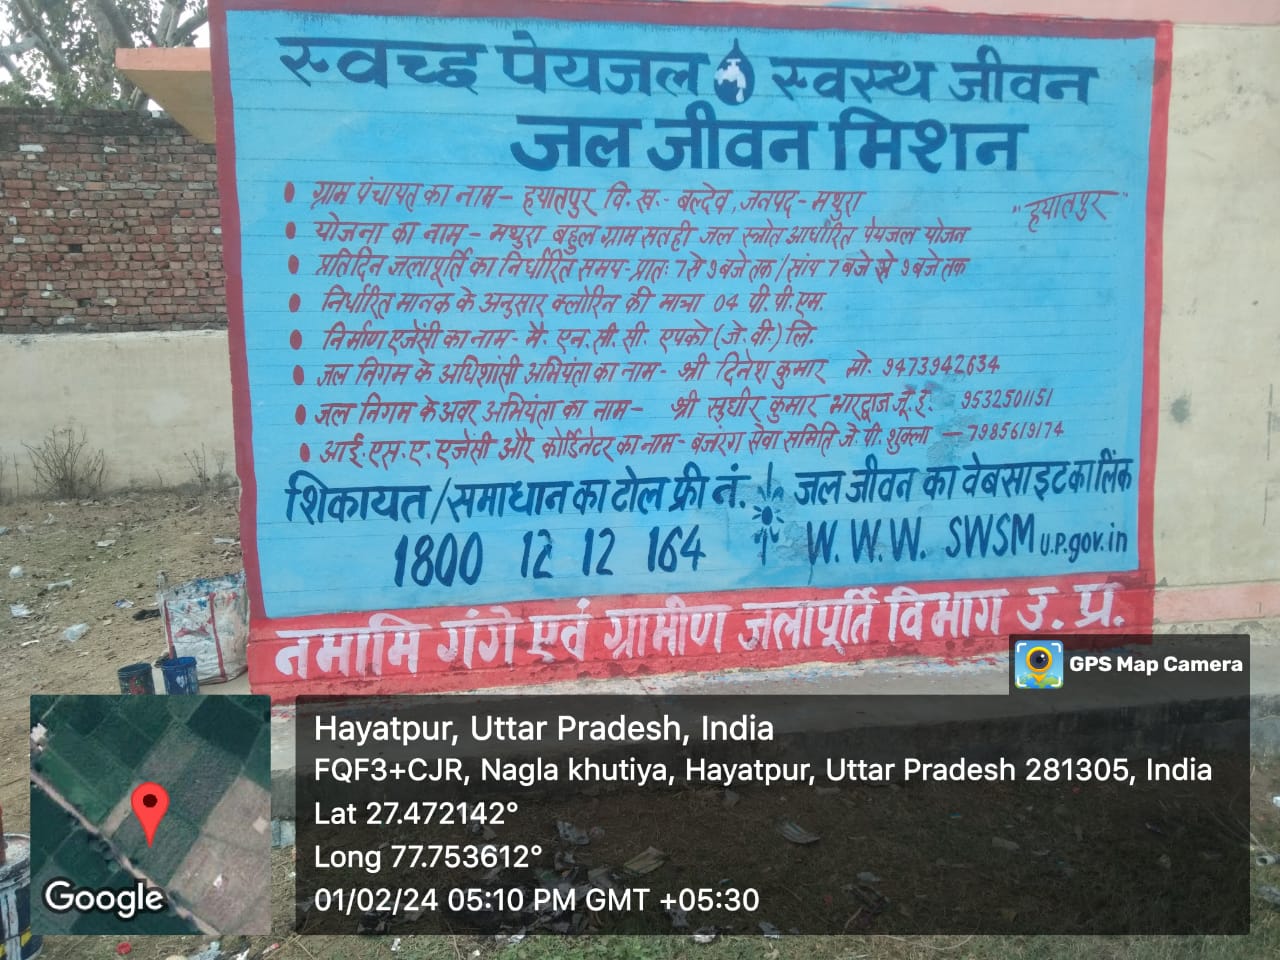 स्वच्छ पेयजल स्वस्थ जीवन
जल जीवन मिशन
• ग्राम पंचायत का नाम – हयातपुर वि.ख.- बल्देव, जनपद - मथुरा
"हयातपुर"
• योजना का नाम – मथुरा बहुल ग्राम सतही जल स्त्रोत आधारित पेयजल योजन
• प्रतिदिन जलापूर्ति का निर्धारित समय - प्रातः 7 से 9 बजे तक / सांय 7 बजे से 9 बजे तक
• निर्धारित मानक के अनुसार क्लोरिन की मात्रा 04 पी.पी.एम.
• निर्माण एजेंसी का नाम - मै. एन.सी.सी. एपको (जे.वी.) लि.
• जल निगम के अधिशांसी अभियंता का नाम - श्री दिनेश कुमार मो. 9473942634
• जल निगम के अवर अभियंता का नाम – श्री सुधीर कुमार भारद्वाज जू.ई. 9532501151
• आई.एस.ए. एजेंसी और कोर्डिनेटर का नाम - बजरंग सेवा समिति जे.पी. शुक्ला – 7985619174
शिकायत/समाधान का टोल फ्री नं.
1800 12 12 164
जल जीवन का वेबसाइट का लिंक
W.W.W. SWSM U.P.gov.in
नमामि गंगे एवं ग्रामीण जलापूर्ति विभाग उ.प्र.
GPS Map Camera
Hayatpur, Uttar Pradesh, India
FQF3+CJR, Nagla khutiya, Hayatpur, Uttar Pradesh 281305, India
Lat 27.472142°
Long 77.753612°
01/02/24 05:10 PM GMT +05:30
Google